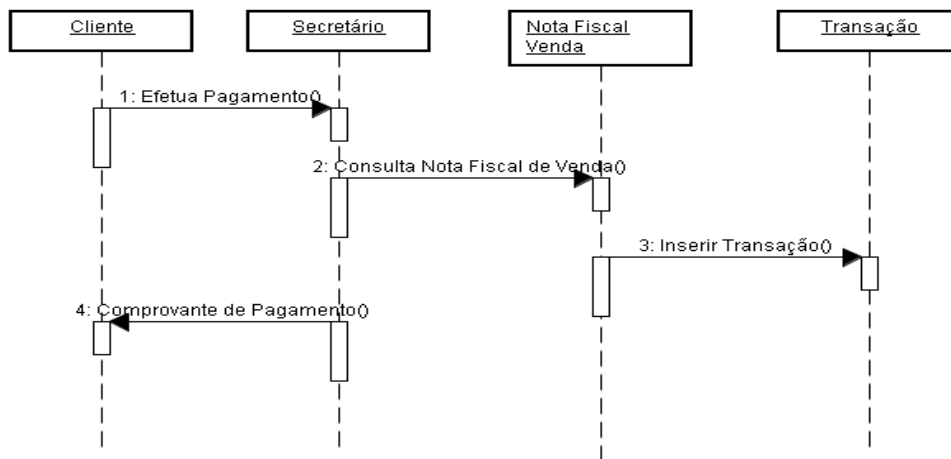 Cliente
Secretário
Nota Fiscal
Venda
Transação
1: Efetua Pagamento()
2: Consulta Nota Fiscal de Venda()
3: Inserir Transação()
4: Comprovante de Pagamento()